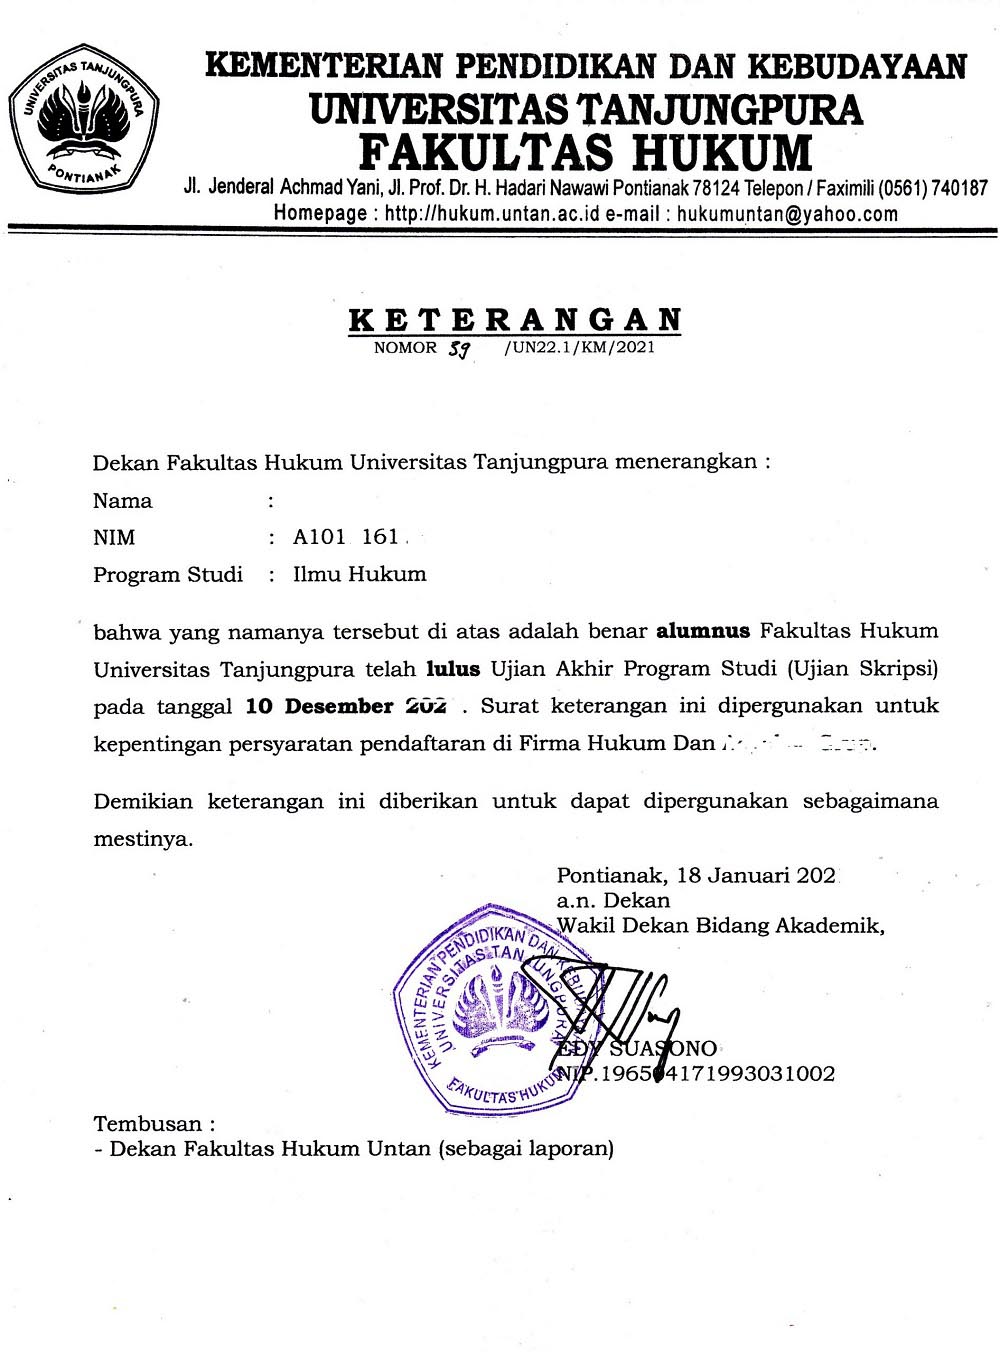 UNIVERSITAS TANJUNGPURA
PONTIANAK
KEMENTERIAN PENDIDIKAN DAN KEBUDAYAAN
UNIVERSITAS TANJUNGPURA
FAKULTAS HUKUM
Jl. Jenderal Achmad Yani, Jl. Prof. Dr. H. Hadari Nawawi Pontianak 78124 Telepon / Faximili (0561) 740187
Homepage : http://hukum.untan.ac.id e-mail : hukumuntan@yahoo.com
KETERANGAN
NOMOR 59 /UN22.1/KM/2021
Dekan Fakultas Hukum Universitas Tanjungpura menerangkan :
Nama :
NIM : A101 161
Program Studi : Ilmu Hukum
bahwa yang namanya tersebut di atas adalah benar alumnus Fakultas Hukum
Universitas Tanjungpura telah lulus Ujian Akhir Program Studi (Ujian Skripsi)
pada tanggal 10 Desember 202 . Surat keterangan ini dipergunakan untuk
kepentingan persyaratan pendaftaran di Firma Hukum Dan
Demikian keterangan ini diberikan untuk dapat dipergunakan sebagaimana
mestinya.
Pontianak, 18 Januari 202
a.n. Dekan
Wakil Dekan Bidang Akademik,
KEMENTERIAN PENDIDIKAN DAN KEBUDAYAAN
UNIVERSITAS TANJUNGPURA
FAKULTAS HUKUM
EDY SUASONO
NIP.196504171993031002
Tembusan :
- Dekan Fakultas Hukum Untan (sebagai laporan)